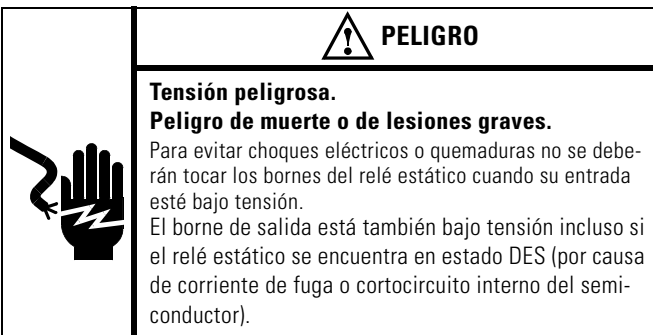 PELIGRO
Tensión peligrosa.
Peligro de muerte o de lesiones graves.
Para evitar choques eléctricos o quemaduras no se debe-
rán tocar los bornes del relé estático cuando su entrada
esté bajo tensión.
El borne de salida está también bajo tensión incluso si
el relé estático se encuentra en estado DES (por causa
de corriente de fuga o cortocircuito interno del semi-
conductor).